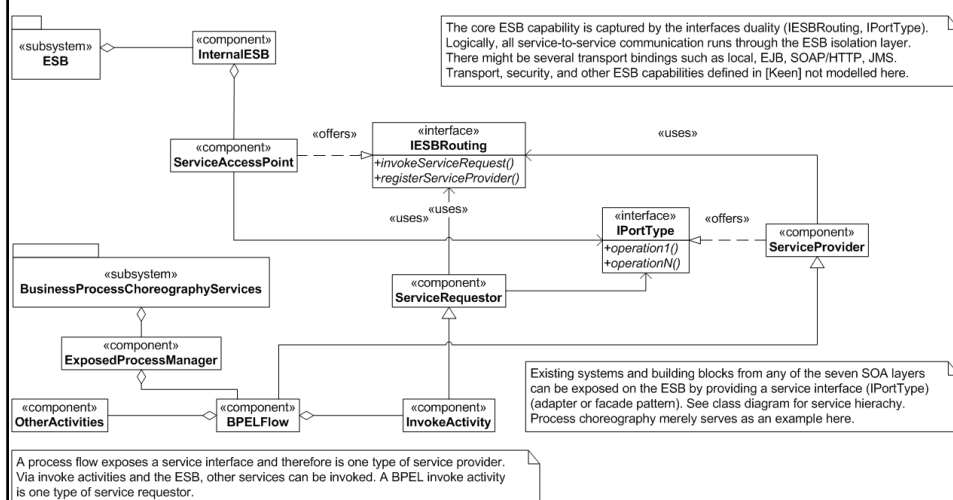 «subsystem»
ESB
«component»
InternalESB
The core ESB capability is captured by the interfaces duality (IESBRouting, IPortType).
Logically, all service-to-service communication runs through the ESB isolation layer.
There might be several transport bindings such as local, EJB, SOAP/HTTP, JMS.
Transport, security, and other ESB capabilities defined in [Keen] not modelled here.
«component»
ServiceAccessPoint
«offers»
«interface»
IESBRouting
+invokeServiceRequest()
+registerServiceProvider()
«uses»
«uses»
«uses»
«interface»
IPortType
+operation1()
+operationN()
«offers»
«component»
ServiceProvider
«subsystem»
BusinessProcessChoreographyServices
«component»
ServiceRequestor
«component»
ExposedProcessManager
Existing systems and building blocks from any of the seven SOA layers
can be exposed on the ESB by providing a service interface (IPortType)
(adapter or facade pattern). See class diagram for service hierachy.
Process choreography merely serves as an example here.
«component»
OtherActivities
«component»
BPELFlow
«component»
InvokeActivity
A process flow exposes a service interface and therefore is one type of service provider.
Via invoke activities and the ESB, other services can be invoked. A BPEL invoke activity
is one type of service requestor.